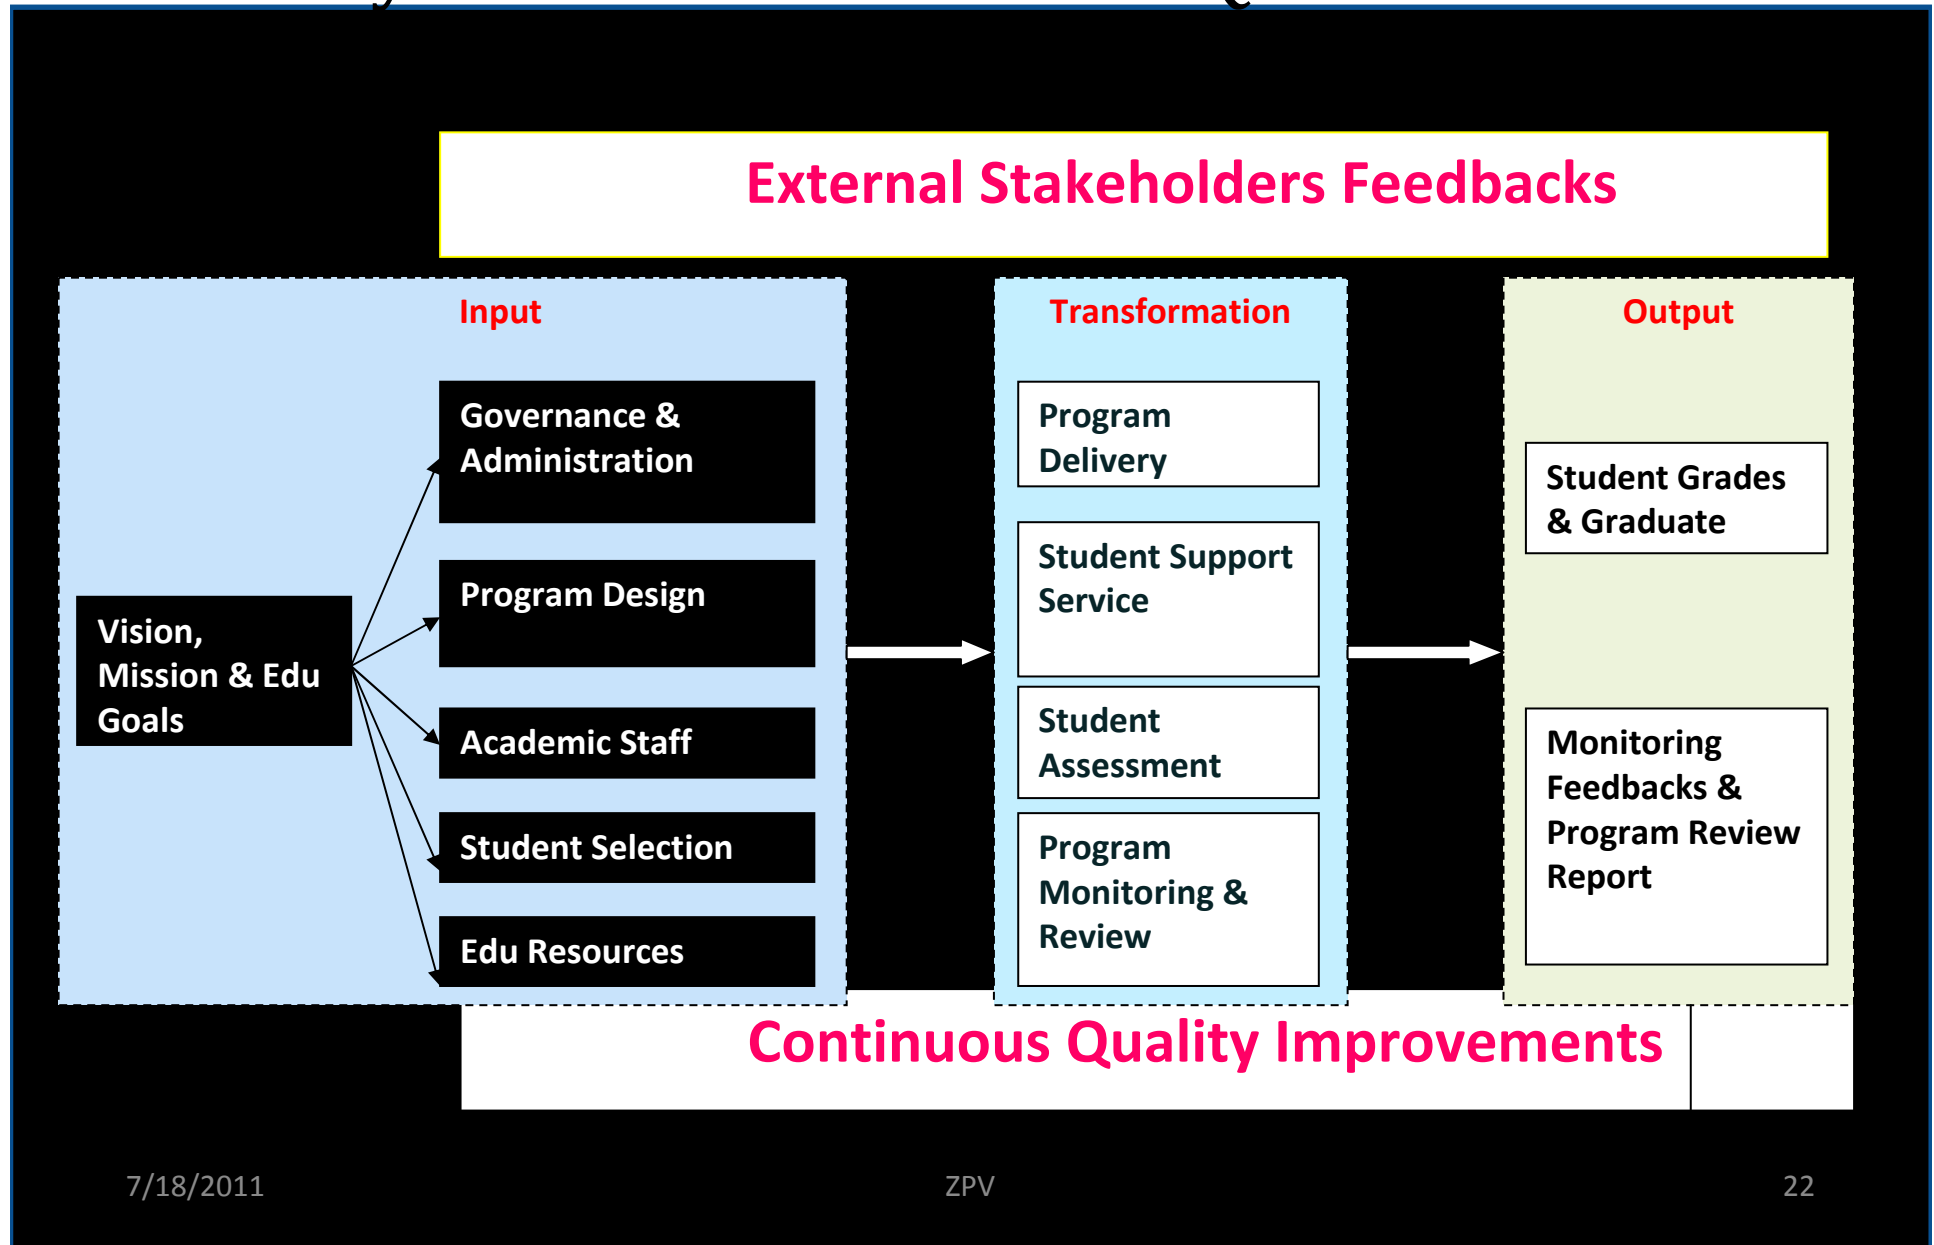 External Stakeholders Feedbacks
Input
Vision,
Mission & Edu
Goals
Governance &
Administration
Program Design
Academic Staff
Student Selection
Edu Resources
Transformation
Program
Delivery
Student Support
Service
Student
Assessment
Program
Monitoring &
Review
Output
Student Grades
& Graduate
Monitoring
Feedbacks &
Program Review
Report
Continuous Quality Improvements
7/18/2011
ZPV
22